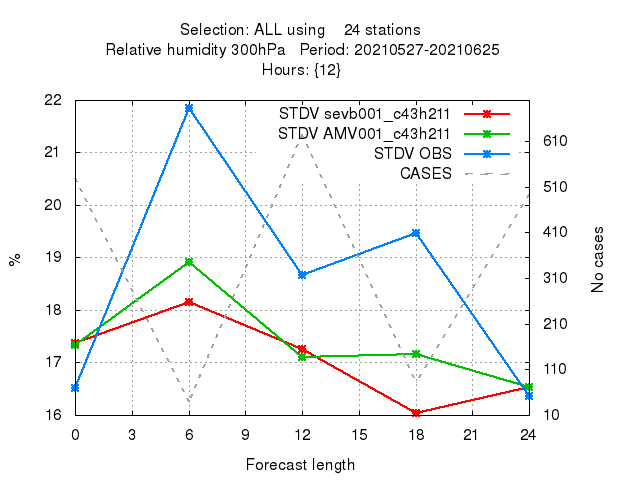 Selection: ALL using    24 stations
Relative humidity 300hPa   Period: 20210527-20210625
Hours: {12}
STDV sevb001_c43h211
STDV AMV001_c43h211
STDV OBS
CASES
22
21
20
19
18
17
16
%
610
510
410
310
210
110
10
No cases
0 3 6 9 12 15 18 21 24
Forecast length